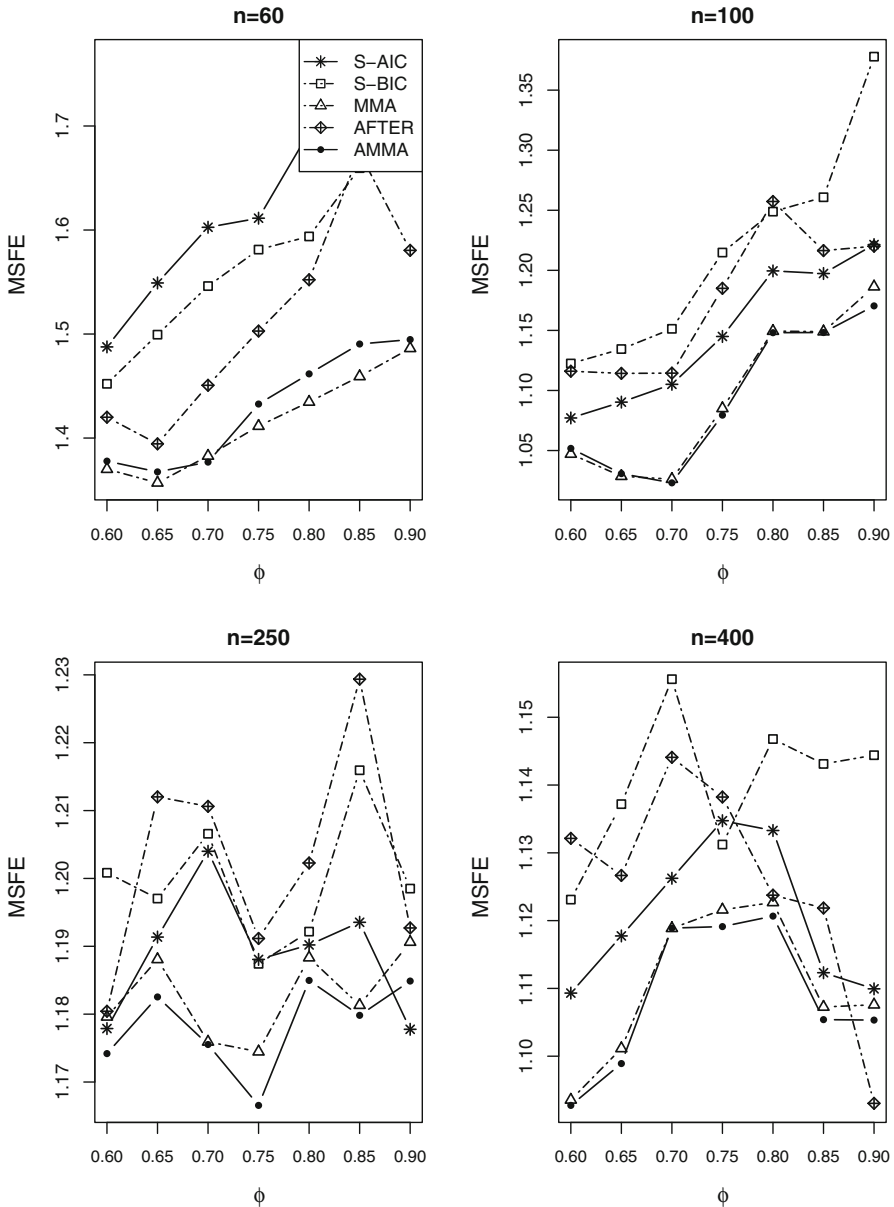 n=60
MSFE
1.7
1.6
1.5
1.4
S-AIC
S-BIC
MMA
AFTER
AMMA
0.60 0.65 0.70 0.75 0.80 0.85 0.90
ϕ
n=100
MSFE
1.35
1.30
1.25
1.20
1.15
1.10
1.05
0.60 0.65 0.70 0.75 0.80 0.85 0.90
ϕ
n=250
MSFE
1.23
1.22
1.21
1.20
1.19
1.18
1.17
0.60 0.65 0.70 0.75 0.80 0.85 0.90
ϕ
n=400
MSFE
1.15
1.14
1.13
1.12
1.11
1.10
0.60 0.65 0.70 0.75 0.80 0.85 0.90
ϕ